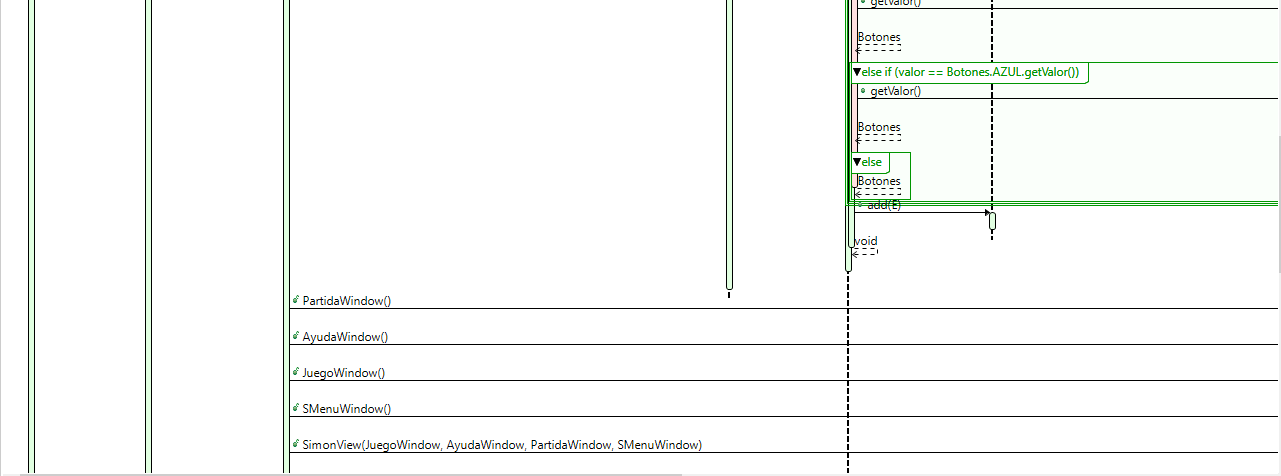 getValor()
Botones
else if (valor == Botones.AZUL.getValor())
getValor()
Botones
else
Botones
add(E)
void
PartidaWindow()
AyudaWindow()
JuegoWindow()
SMenuWindow()
SimonView(JuegoWindow, AyudaWindow, PartidaWindow, SMenuWindow)